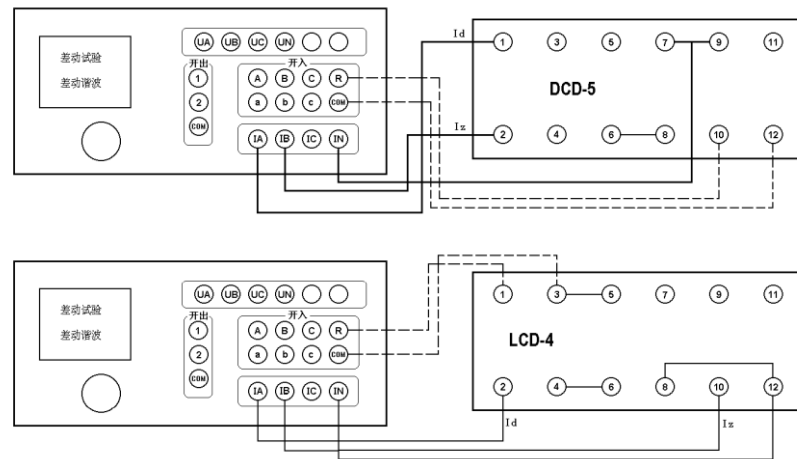 UA UB UC UN
Id
1 3 5 7 9 11
差动试验
差动谐波
开出
开入
1
A B C R
DCD-5
2
a b c COM
COM
IA IB IC IN
Iz
2 4 6 8 10 12
UA UB UC UN
1 3 5 7 9 11
差动试验
差动谐波
开出
开入
1
A B C R
LCD-4
2
a b c COM
COM
IA IB IC IN
2 4 6 8 10 12
Id
Iz